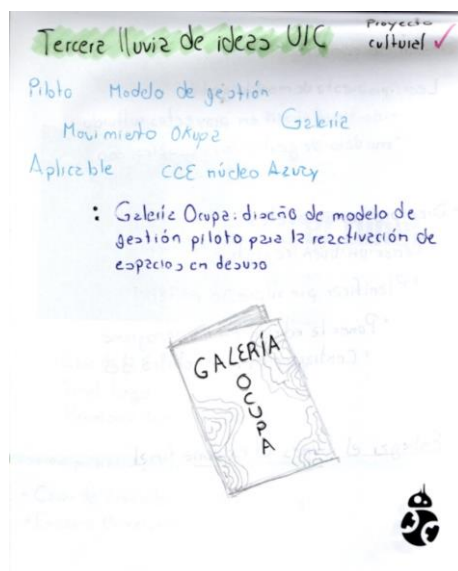 Tercera lluvia de ideas UIC
Proyecto
cultural ✓
Piloto Modelo de gestión
Movimiento Okupa Galería
Aplicable CCE núcleo Azuay
: Galería Ocupa: diseño de modelo de
gestión piloto para la reactivación de
espacios en desuso
GALERÍA
OCUPA